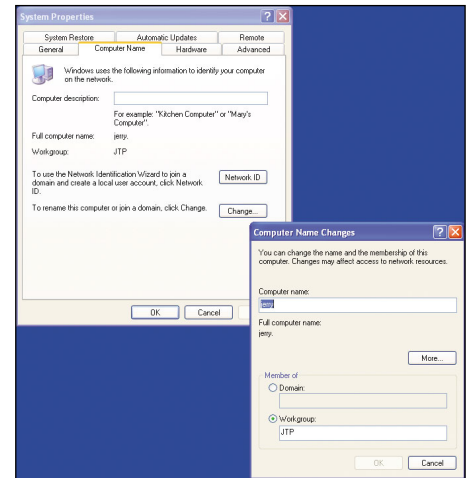 System Properties
System Restore Automatic Updates Remote
General Computer Name Hardware Advanced
Windows uses the following information to identify your computer
on the network.
Computer description:
For example: "Kitchen Computer" or "Mary's
Computer".
Full computer name: jerry.
Workgroup: JTP
To use the Network Identification Wizard to join a
domain and create a local user account, click Network
ID.
Network ID
To rename this computer or join a domain, click Change.
Change...
OK Cancel
Computer Name Changes
You can change the name and the membership of this
computer. Changes may affect access to network resources.
Computer name:
jerry
Full computer name:
jerry.
More...
Member of
Domain:
Workgroup:
JTP
OK Cancel